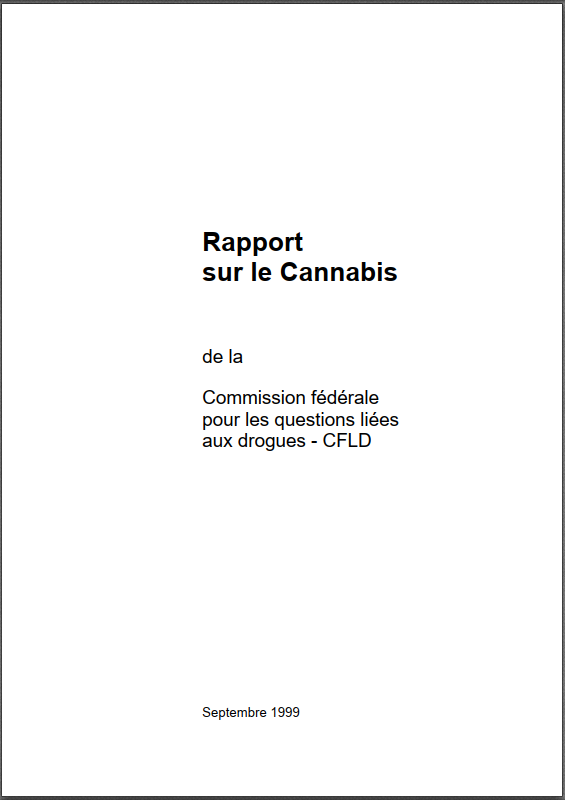 Rapport
sur le Cannabis
de la
Commission fédérale
pour les questions liées
aux drogues - CFLD
Septembre 1999